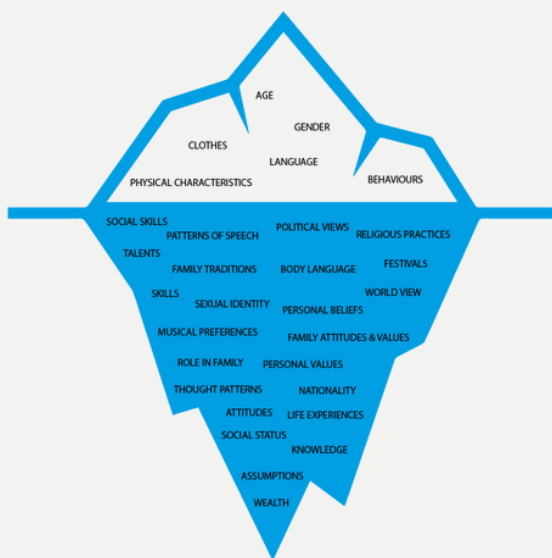 AGE
GENDER
CLOTHES
LANGUAGE
PHYSICAL CHARACTERISTICS
BEHAVIOURS
SOCIAL SKILLS
PATTERNS OF SPEECH
POLITICAL VIEWS
RELIGIOUS PRACTICES
TALENTS
FAMILY TRADITIONS
BODY LANGUAGE
FESTIVALS
SKILLS
SEXUAL IDENTITY
PERSONAL BELIEFS
WORLD VIEW
MUSICAL PREFERENCES
FAMILY ATTITUDES & VALUES
ROLE IN FAMILY
PERSONAL VALUES
THOUGHT PATTERNS
NATIONALITY
ATTITUDES
LIFE EXPERIENCES
SOCIAL STATUS
KNOWLEDGE
ASSUMPTIONS
WEALTH